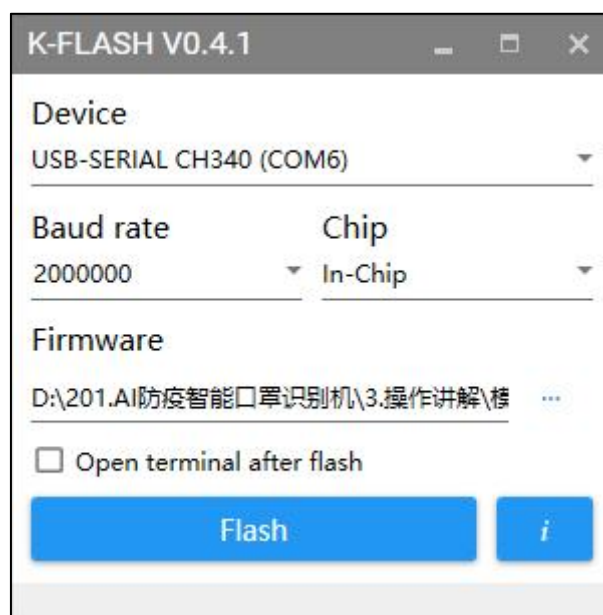 K-FLASH V0.4.1
Device
USB-SERIAL CH340 (COM6)
Baud rate
Chip
2000000
In-Chip
Firmware
D:\201.AI防疫智能口罩识别机\3.操作讲解\模
...
Open terminal after flash
Flash
i